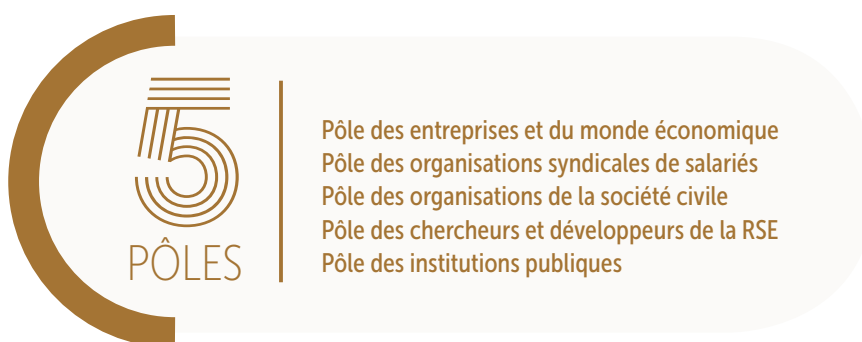 5
PÔLES
Pôle des entreprises et du monde économique
Pôle des organisations syndicales de salariés
Pôle des organisations de la société civile
Pôle des chercheurs et développeurs de la RSE
Pôle des institutions publiques